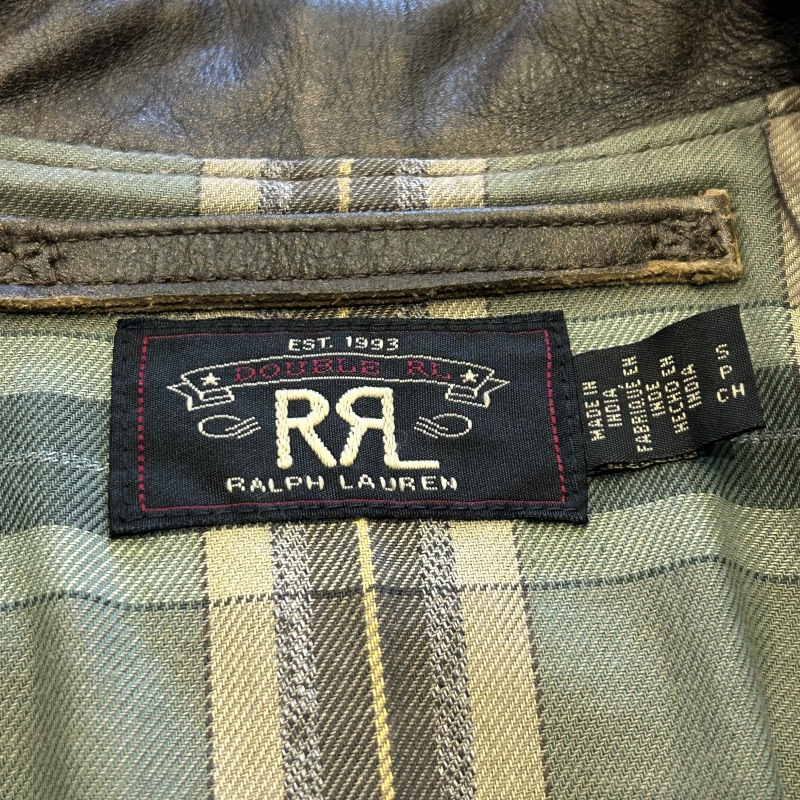 EST. 1993
DOUBLE RL
RRL
RALPH LAUREN
MADE IN
INDIA
FABRIQUE EN
INDE
HECHO EN
INDIA
S
P
CH